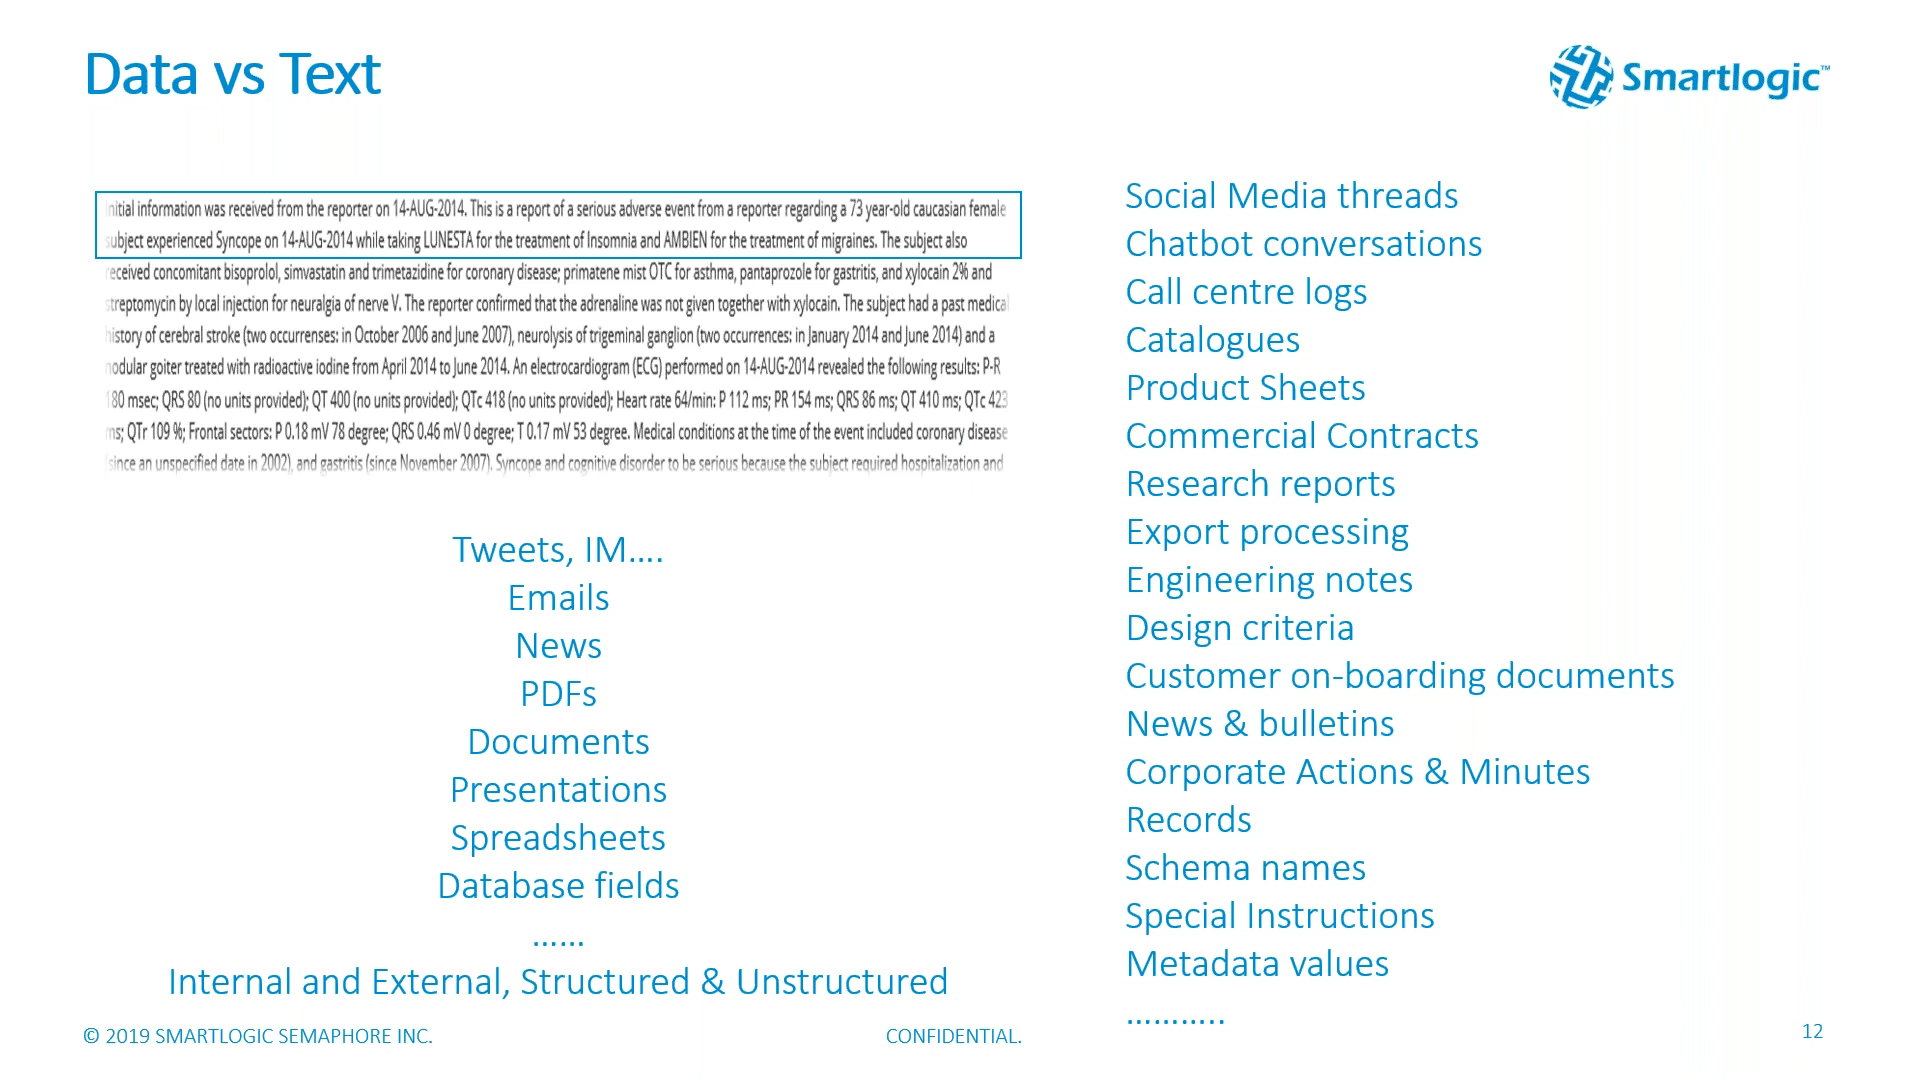 Data vs Text
Smartlogic™
Initial information was received from the reporter on 14-AUG-2014. This is a report of a serious adverse event from a reporter regarding a 73 year-old caucasian female
subject experienced Syncope on 14-AUG-2014 while taking LUNESTA for the treatment of Insomnia and AMBIEN for the treatment of migraines. The subject also
received concomitant bisoprolol, simvastatin and trimetazidine for coronary disease; primatene mist OTC for asthma, pantaprozole for gastritis, and xylocain 2% and
streptomycin by local injection for neuralgia of nerve V. The reporter confirmed that the adrenaline was not given together with xylocain. The subject had a past medical
history of cerebral stroke (two occurrenses: in October 2006 and June 2007), neurolysis of trigeminal ganglion (two occurrences: in January 2014 and June 2014) and a
nodular goiter treated with radioactive iodine from April 2014 to June 2014. An electrocardiogram (ECG) performed on 14-AUG-2014 revealed the following results: P-R
180 msec; QRS 80 (no units provided); QT 400 (no units provided); QTc 418 (no units provided); Heart rate 64/min: P 112 ms; PR 154 ms; QRS 86 ms; QT 410 ms; QTc 423
ms; QTr 109 %; Frontal sectors: P 0.18 mV 78 degree; QRS 0.46 mV 0 degree; T 0.17 mV 53 degree. Medical conditions at the time of the event included coronary disease
(since an unspecified date in 2002), and gastritis (since November 2007). Syncope and cognitive disorder to be serious because the subject required hospitalization and
Tweets, IM....
Emails
News
PDFs
Documents
Presentations
Spreadsheets
Database fields
......
Internal and External, Structured & Unstructured
Social Media threads
Chatbot conversations
Call centre logs
Catalogues
Product Sheets
Commercial Contracts
Research reports
Export processing
Engineering notes
Design criteria
Customer on-boarding documents
News & bulletins
Corporate Actions & Minutes
Records
Schema names
Special Instructions
Metadata values
...........
© 2019 SMARTLOGIC SEMAPHORE INC.
CONFIDENTIAL.
12